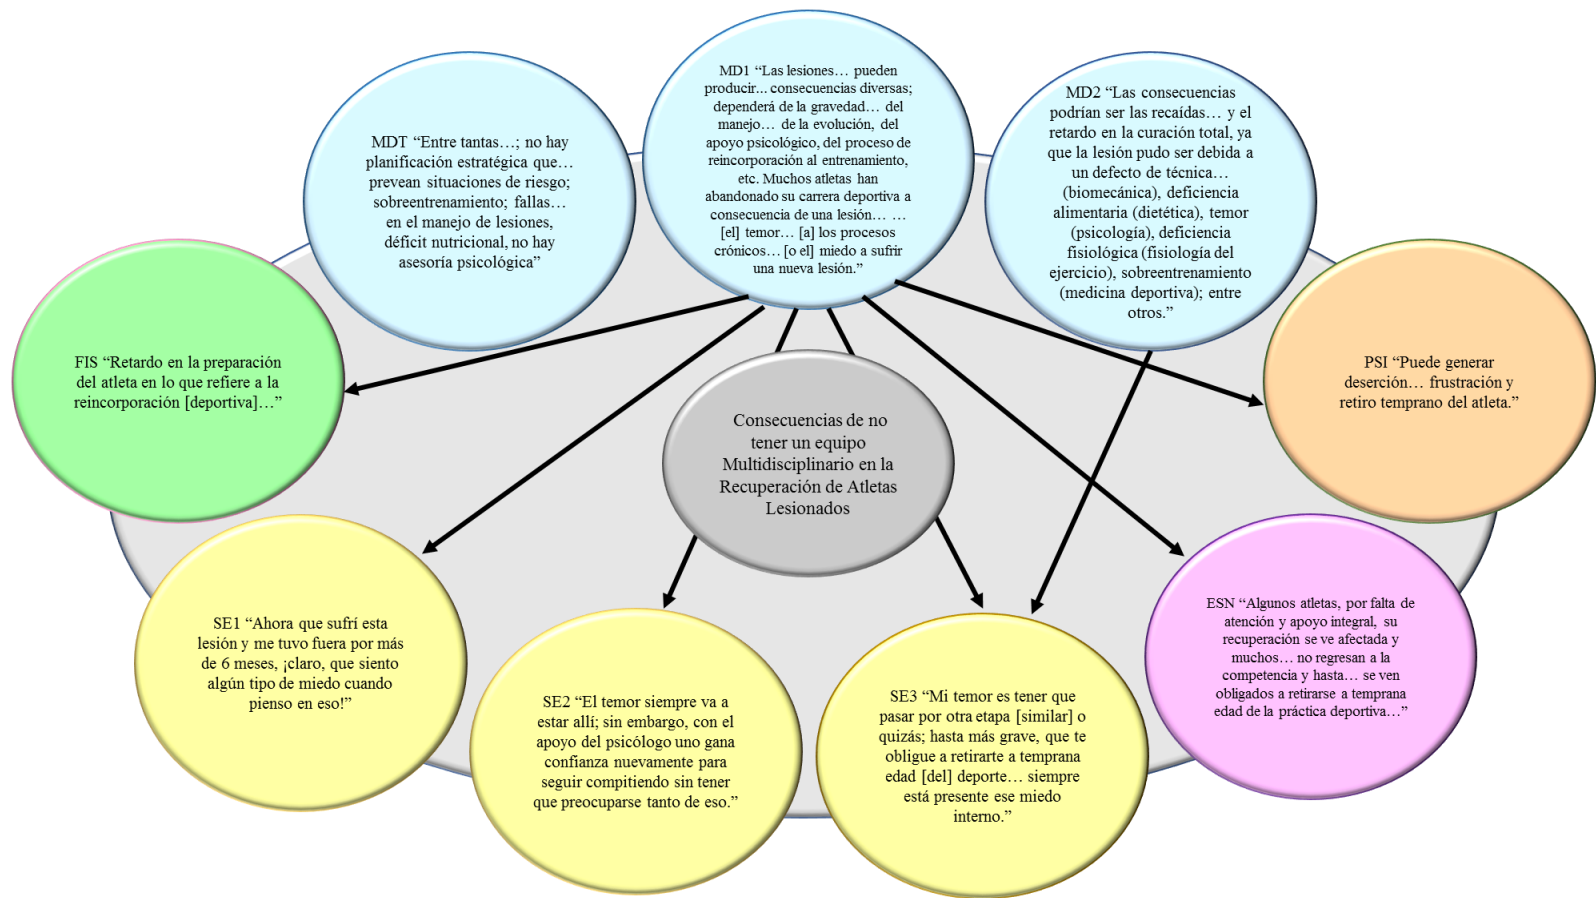 MD1 “Las lesiones… pueden
producir... consecuencias diversas;
dependerá de la gravedad… del
manejo… de la evolución, del
apoyo psicológico, del proceso de
reincorporación al entrenamiento,
etc. Muchos atletas han
abandonado su carrera deportiva a
consecuencia de una lesión… …
[el] temor… [a] los procesos
crónicos… [o el] miedo a sufrir
una nueva lesión.”
MDT “Entre tantas…; no hay
planificación estratégica que…
prevean situaciones de riesgo;
sobreentrenamiento; fallas…
en el manejo de lesiones,
déficit nutricional, no hay
asesoría psicológica”
MD2 “Las consecuencias
podrían ser las recaídas… y el
retardo en la curación total, ya
que la lesión pudo ser debida a
un defecto de técnica…
(biomecánica), deficiencia
alimentaria (dietética), temor
(psicología), deficiencia
fisiológica (fisiología del
ejercicio), sobreentrenamiento
(medicina deportiva); entre
otros.”
FIS “Retardo en la preparación
del atleta en lo que refiere a la
reincorporación [deportiva]…”
PSI “Puede generar
deserción… frustración y
retiro temprano del atleta.”
Consecuencias de no
tener un equipo
Multidisciplinario en la
Recuperación de Atletas
Lesionados
SE1 “Ahora que sufrí esta
lesión y me tuvo fuera por más
de 6 meses, ¡claro, que siento
algún tipo de miedo cuando
pienso en eso!”
SE2 “El temor siempre va a
estar allí; sin embargo, con el
apoyo del psicólogo uno gana
confianza nuevamente para
seguir compitiendo sin tener
que preocuparse tanto de eso.”
SE3 “Mi temor es tener que
pasar por otra etapa [similar] o
quizás; hasta más grave, que te
obligue a retirarte a temprana
edad [del] deporte… siempre
está presente ese miedo
interno.”
ESN “Algunos atletas, por falta de
atención y apoyo integral, su
recuperación se ve afectada y
muchos… no regresan a la
competencia y hasta… se ven
obligados a retirarse a temprana
edad de la práctica deportiva…”